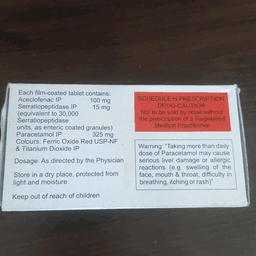 Each film-coated tablet contains:
Aceclofenac IP 100 mg
Serratiopeptidase IP 15 mg
(equivalent to 30,000
Serratiopeptidase
units, as enteric coated granules)
Paracetamol IP 325 mg
Colours: Ferric Oxide Red USP-NF
& Titanium Dioxide IP
Dosage: As directed by the Physician
Store in a dry place, protected from
light and moisture
Keep out of reach of children
SCHEDULE H PRESCRIPTION
DRUG-CAUTION
Not to be sold by retail without
the prescription of a Registered
Medical Practitioner.
Warning: "Taking more than daily
dose of Paracetamol may cause
serious liver damage or allergic
reactions (e.g. swelling of the
face, mouth & throat, difficulty in
breathing, itching or rash)"